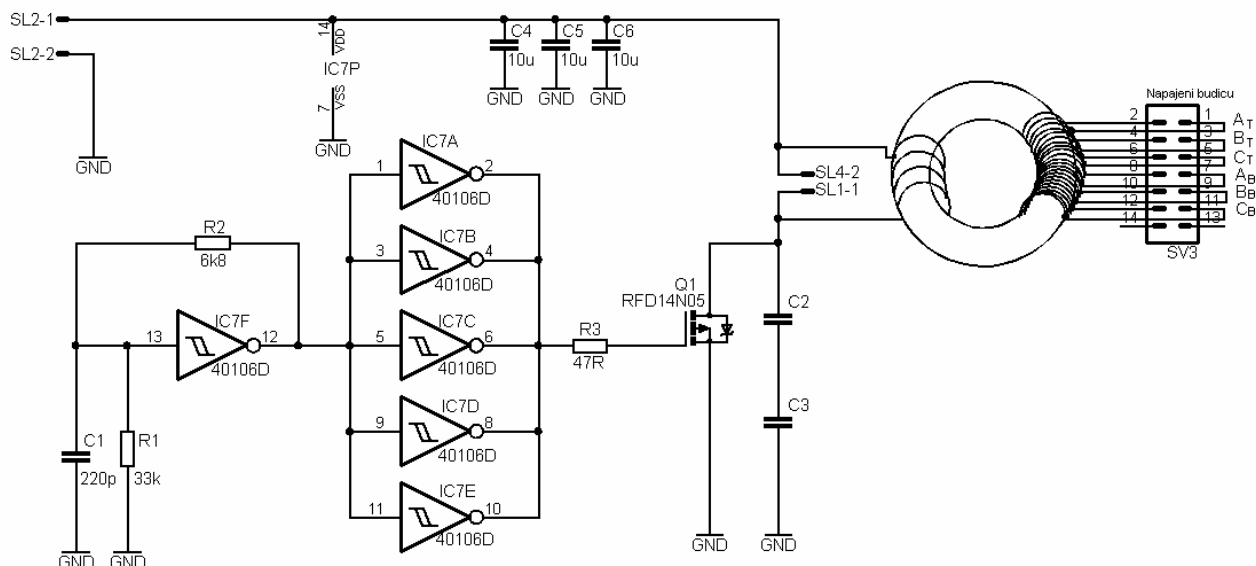 SL2-1
SL2-2
GND
14
VDD
IC7P
7
VSS
GND
C4
10u
GND
C5
10u
GND
C6
10u
GND
Napajeni budicu
2
1
AT
4
3
BT
6
5
CT
8
7
AB
10
9
BB
12
11
CB
14
13
SV3
SL4-2
SL1-1
IC7A
1
2
40106D
IC7B
3
4
40106D
IC7C
5
6
40106D
IC7D
9
8
40106D
IC7E
11
10
40106D
R2
6k8
IC7F
13
12
40106D
C1
220p
GND
R1
33k
GND
R3
47R
Q1
RFD14N05
GND
C2
C3
GND